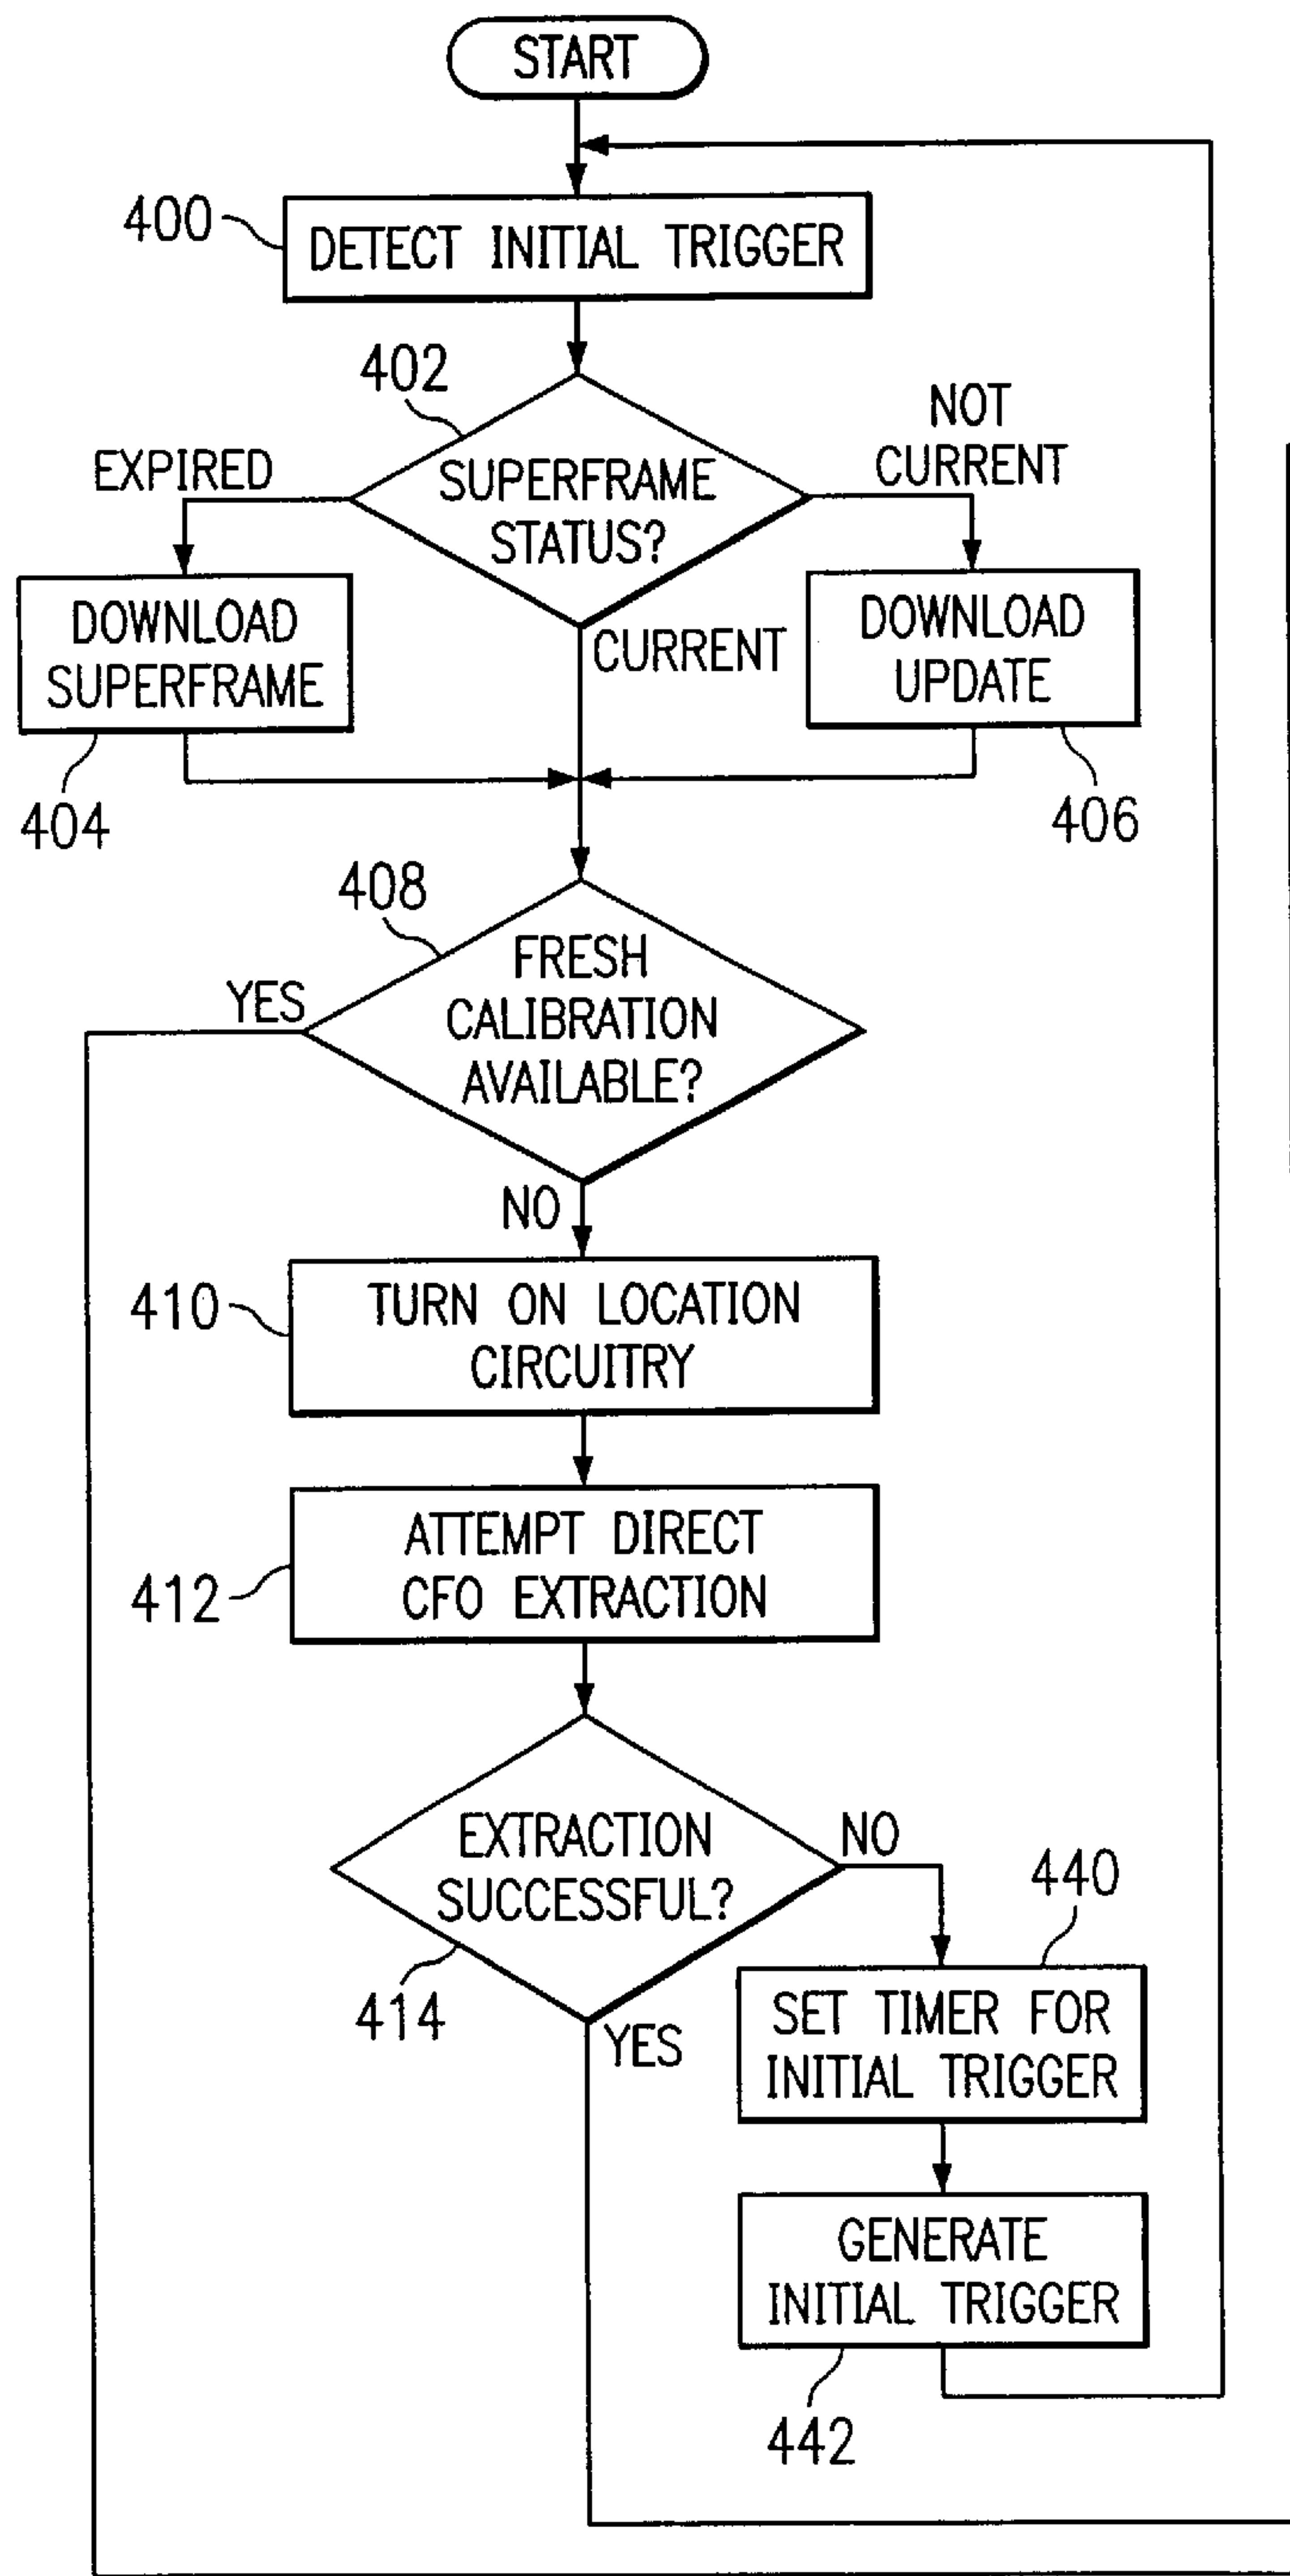 START
400
DETECT INITIAL TRIGGER
402
EXPIRED
NOT
CURRENT
SUPERFRAME
STATUS?
DOWNLOAD
SUPERFRAME
CURRENT
DOWNLOAD
UPDATE
404
406
408
YES
FRESH
CALIBRATION
AVAILABLE?
NO
410
TURN ON LOCATION
CIRCUITRY
412
ATTEMPT DIRECT
CFO EXTRACTION
EXTRACTION
SUCCESSFUL?
NO
440
414
YES
SET TIMER FOR
INITIAL TRIGGER
GENERATE
INITIAL TRIGGER
442